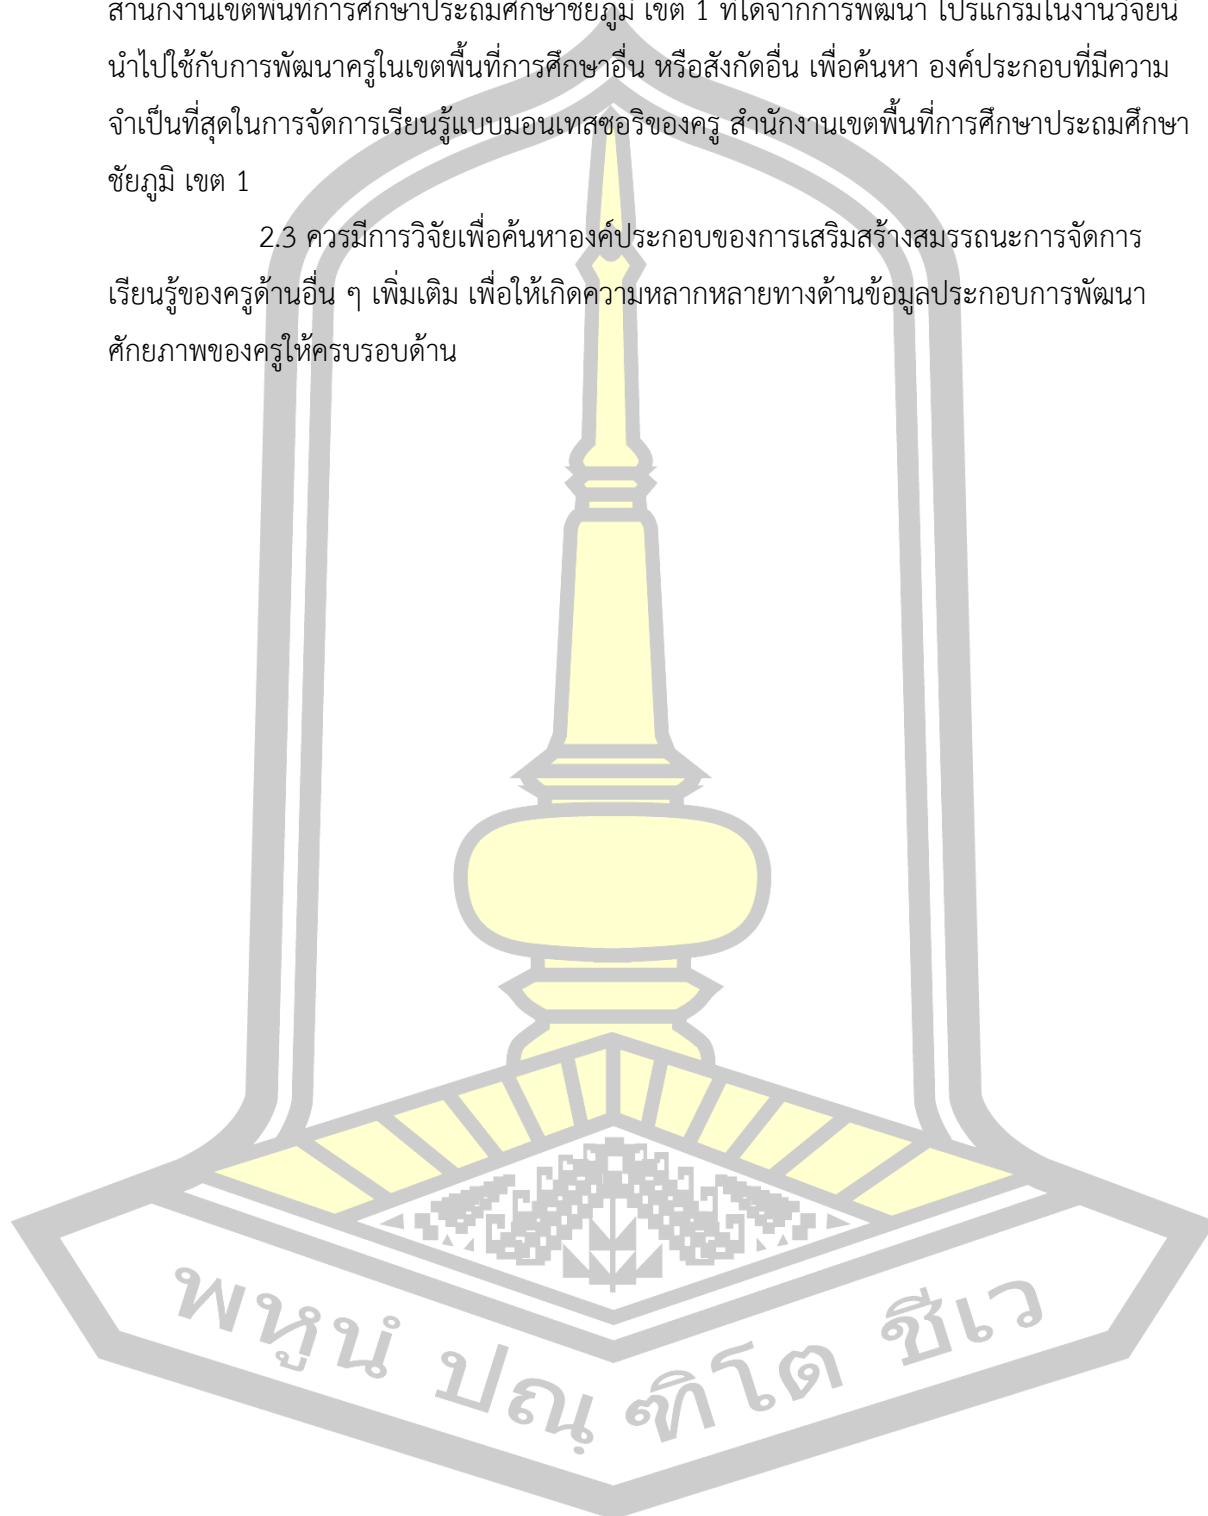 สำนักงานเขตพื้นที่การศึกษาประถมศึกษาชัยภูมิ เขต 1 ที่ได้จากการพัฒนา โปรแกรมในงานวิจัยนี้
นำไปใช้กับการพัฒนาครูในเขตพื้นที่การศึกษาอื่น หรือสังกัดอื่น เพื่อค้นหา องค์ประกอบที่มีความ
จำเป็นที่สุดในการจัดการเรียนรู้แบบมอนเทสซอริของครู สำนักงานเขตพื้นที่การศึกษาประถมศึกษา
ชัยภูมิ เขต 1
2.3 ควรมีการวิจัยเพื่อค้นหาองค์ประกอบของการเสริมสร้างสมรรถนะการจัดการ
เรียนรู้ของครูด้านอื่น ๆ เพิ่มเติม เพื่อให้เกิดความหลากหลายทางด้านข้อมูลประกอบการพัฒนา
ศักยภาพของครูให้ครบรอบด้าน
พหูนํ ปณฺฑิโต ชีเว